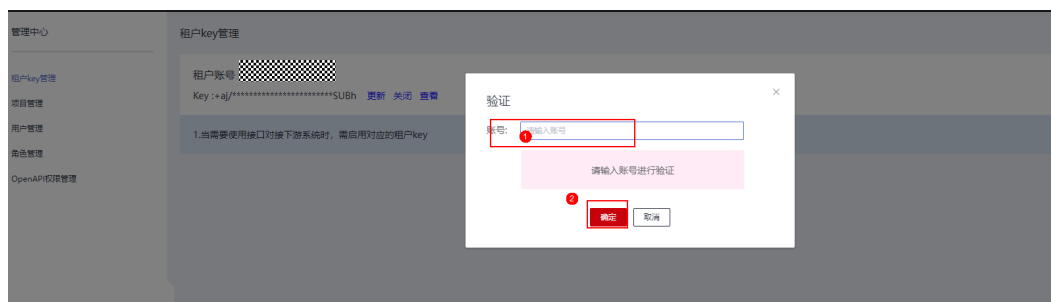 管理中心
租户key管理
租户key管理
项目管理
用户管理
角色管理
OpenAPI权限管理
租户账号
Key :+aj/************************SUBh 更新 关闭 查看
1.当需要使用接口对接下游系统时，需启用对应的租户key
验证
×
账号:
请输入账号
1
请输入账号进行验证
2
确定
取消